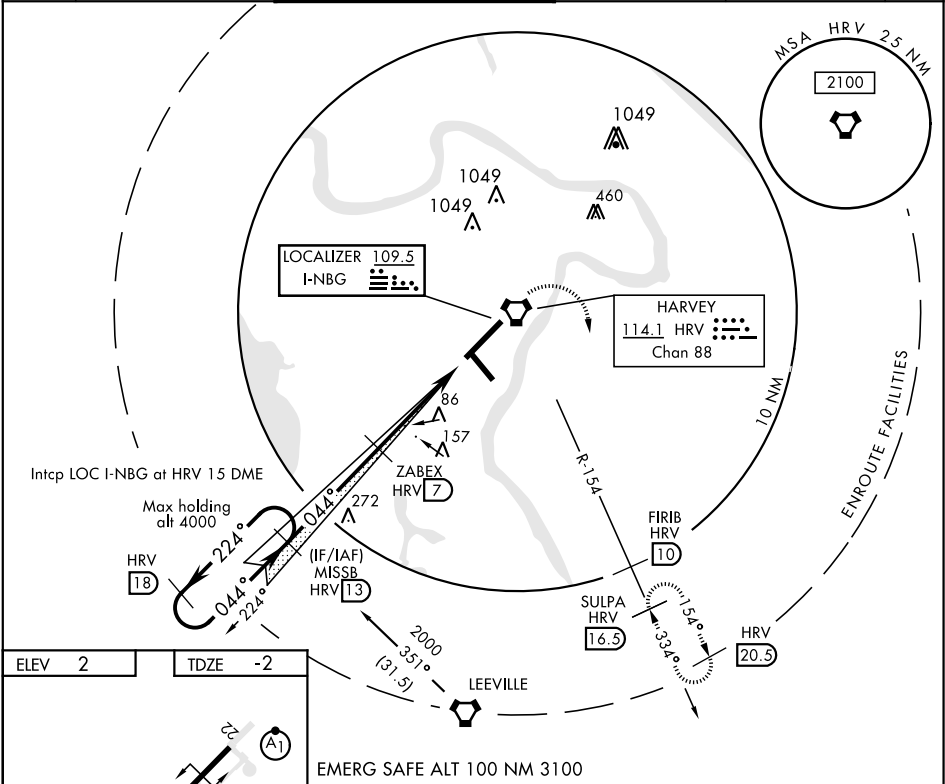 MSA HRV 25 NM
2100
1049
1049
1049
460
LOCALIZER 109.5
I-NBG
HARVEY
114.1 HRV
Chan 88
10 NM
ENROUTE FACILITIES
86
157
R-154
ZABEX
HRV 7
Intcp LOC I-NBG at HRV 15 DME
Max holding
alt 4000
272
044°
224°
FIRIB
HRV
10
HRV
18
(IF/IAF)
MISSB
HRV 13
044°
224°
SULPA
HRV
16.5
154°
334°
HRV
20.5
2000
351°
(31.5)
LEEVILLE
ELEV 2
TDZE -2
22
A1
EMERG SAFE ALT 100 NM 3100